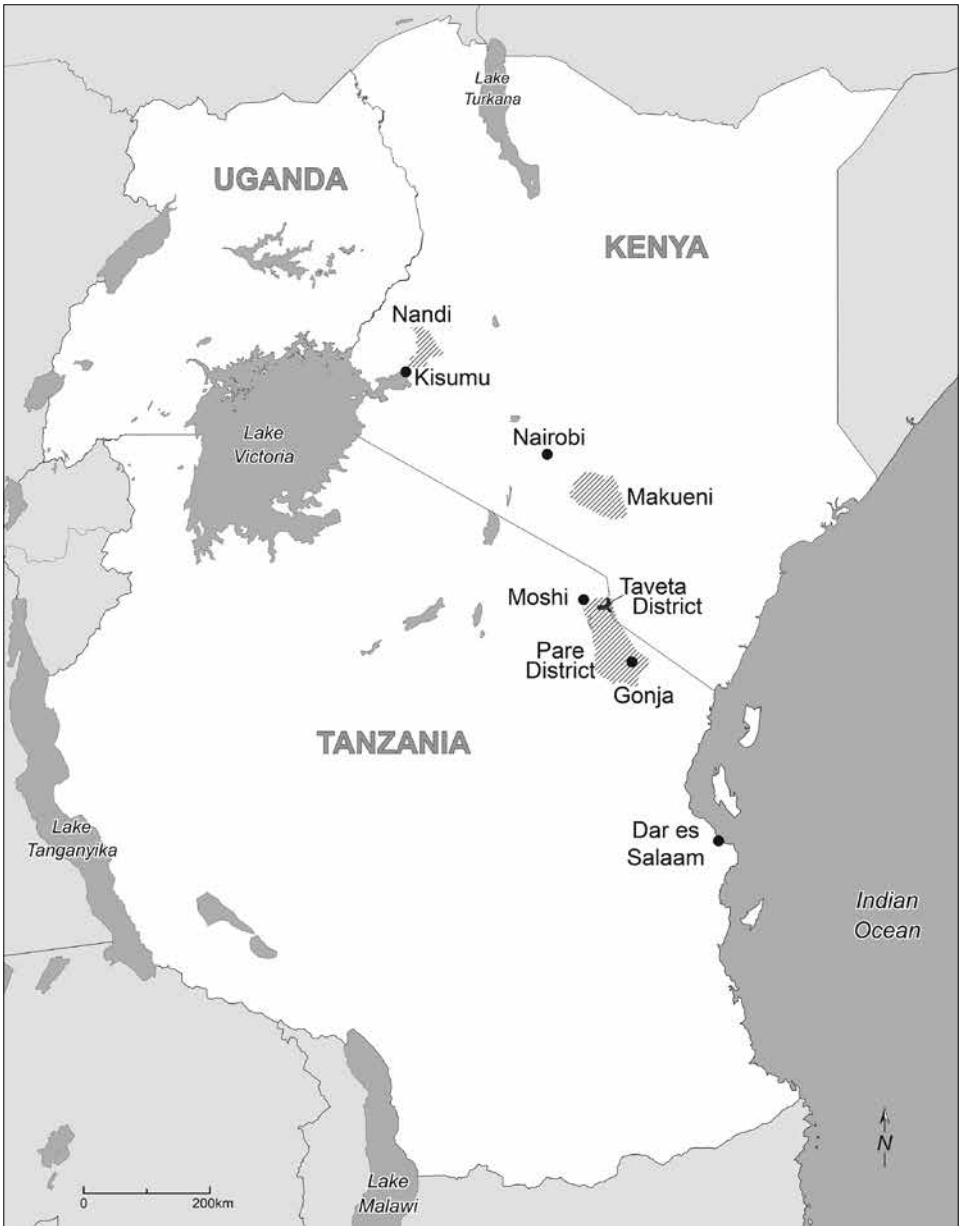 Lake
Turkana
UGANDA
KENYA
Nandi
Kisumu
Lake
Victoria
Nairobi
Makueni
Moshi
Taveta
District
Pare
District
Gonja
TANZANIA
Lake
Tanganyika
Dar es
Salaam
Indian
Ocean
N
0
200km
Lake
Malawi